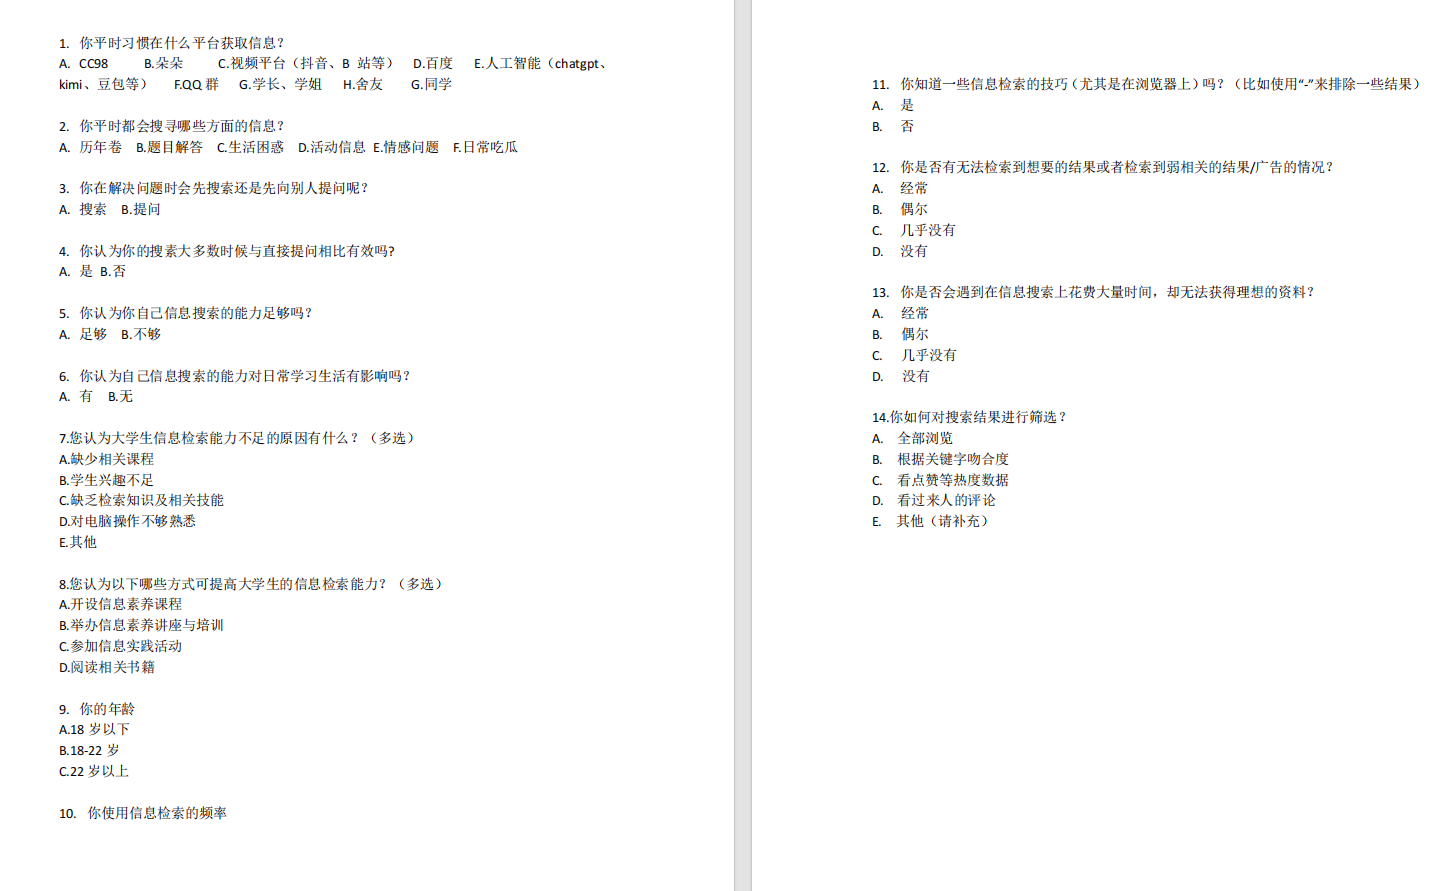 1. 你平时习惯在什么平台获取信息？
A. CC98 B.朵朵 C.视频平台（抖音、B 站等） D.百度 E.人工智能（chatgpt、
kimi、豆包等） F.QQ 群 G.学长、学姐 H.舍友 G.同学
2. 你平时都会搜寻哪些方面的信息？
A. 历年卷 B.题目解答 C.生活困惑 D.活动信息 E.情感问题 F.日常吃瓜
3. 你在解决问题时会先搜索还是先向别人提问呢？
A. 搜索 B.提问
4. 你认为你的搜素大多数时候与直接提问相比有效吗?
A. 是 B.否
5. 你认为你自己信息搜索的能力足够吗？
A. 足够 B.不够
6. 你认为自己信息搜索的能力对日常学习生活有影响吗？
A. 有 B.无
7.您认为大学生信息检索能力不足的原因有什么？（多选）
A.缺少相关课程
B.学生兴趣不足
C.缺乏检索知识及相关技能
D.对电脑操作不够熟悉
E.其他
8.您认为以下哪些方式可提高大学生的信息检索能力？（多选）
A.开设信息素养课程
B.举办信息素养讲座与培训
C.参加信息实践活动
D.阅读相关书籍
9. 你的年龄
A.18 岁以下
B.18-22 岁
C.22 岁以上
10. 你使用信息检索的频率
11. 你知道一些信息检索的技巧（尤其是在浏览器上）吗？（比如使用“-”来排除一些结果）
A. 是
B. 否
12. 你是否有无法检索到想要的结果或者检索到弱相关的结果/广告的情况？
A. 经常
B. 偶尔
C. 几乎没有
D. 没有
13. 你是否会遇到在信息搜索上花费大量时间，却无法获得理想的资料？
A. 经常
B. 偶尔
C. 几乎没有
D. 没有
14.你如何对搜索结果进行筛选？
A. 全部浏览
B. 根据关键字吻合度
C. 看点赞等热度数据
D. 看过来人的评论
E. 其他（请补充）